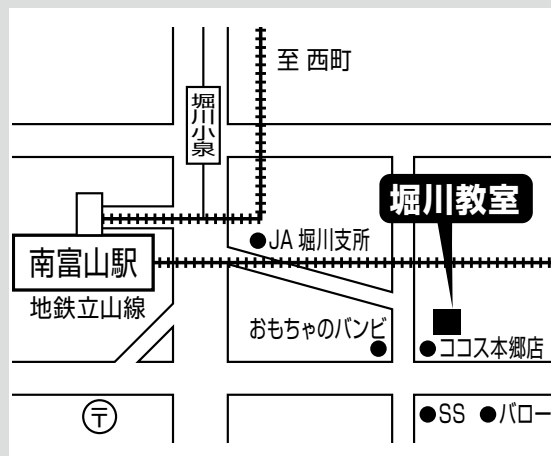 至 西町
堀川小泉
堀川教室
JA 堀川支所
南富山駅
地鉄立山線
おもちゃのバンビ
ココス本郷店
〒
SS
バロー